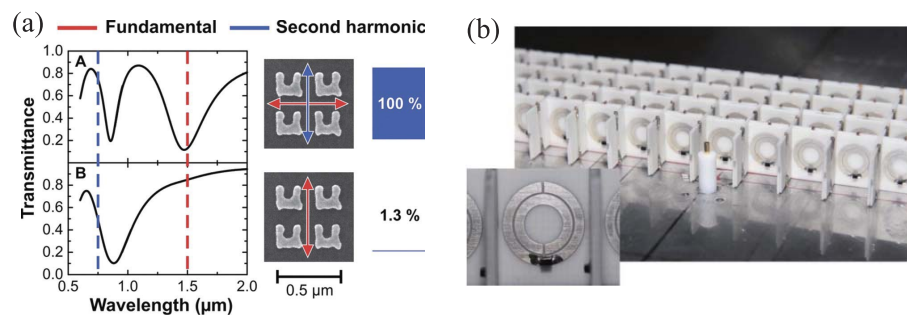 (a)
Fundamental
Second harmonic
(b)
A
1.0
0.8
0.6
0.4
0.2
100 %
B
0.8
0.6
0.4
0.2
0.0
1.3 %
Transmittance
0.5 1.0 1.5 2.0
Wavelength (µm)
0.5 µm